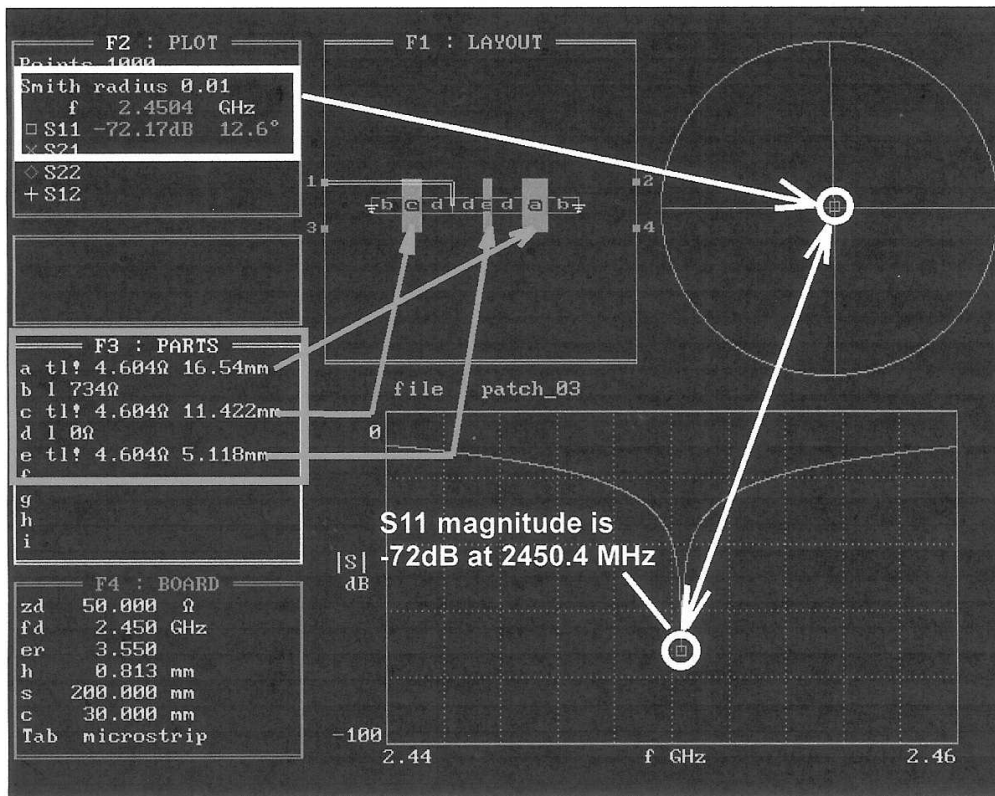 F2 : PLOT
Points 1000
Smith radius 0.01
f 2.4504 GHz
□ S11 -72.17dB 12.6°
× S21
◇ S22
+ S12
F1 : LAYOUT
1
2
3
4
b c d d e d a b
F3 : PARTS
a tl! 4.604Ω 16.54mm
b l 734Ω
c tl! 4.604Ω 11.422mm
d l 0Ω
e tl! 4.604Ω 5.118mm
f
g
h
i
F4 : BOARD
zd 50.000 Ω
fd 2.450 GHz
er 3.550
h 0.813 mm
s 200.000 mm
c 30.000 mm
Tab microstrip
file patch_03
0
|S|
dB
-100
2.44 f GHz 2.46
S11 magnitude is
-72dB at 2450.4 MHz